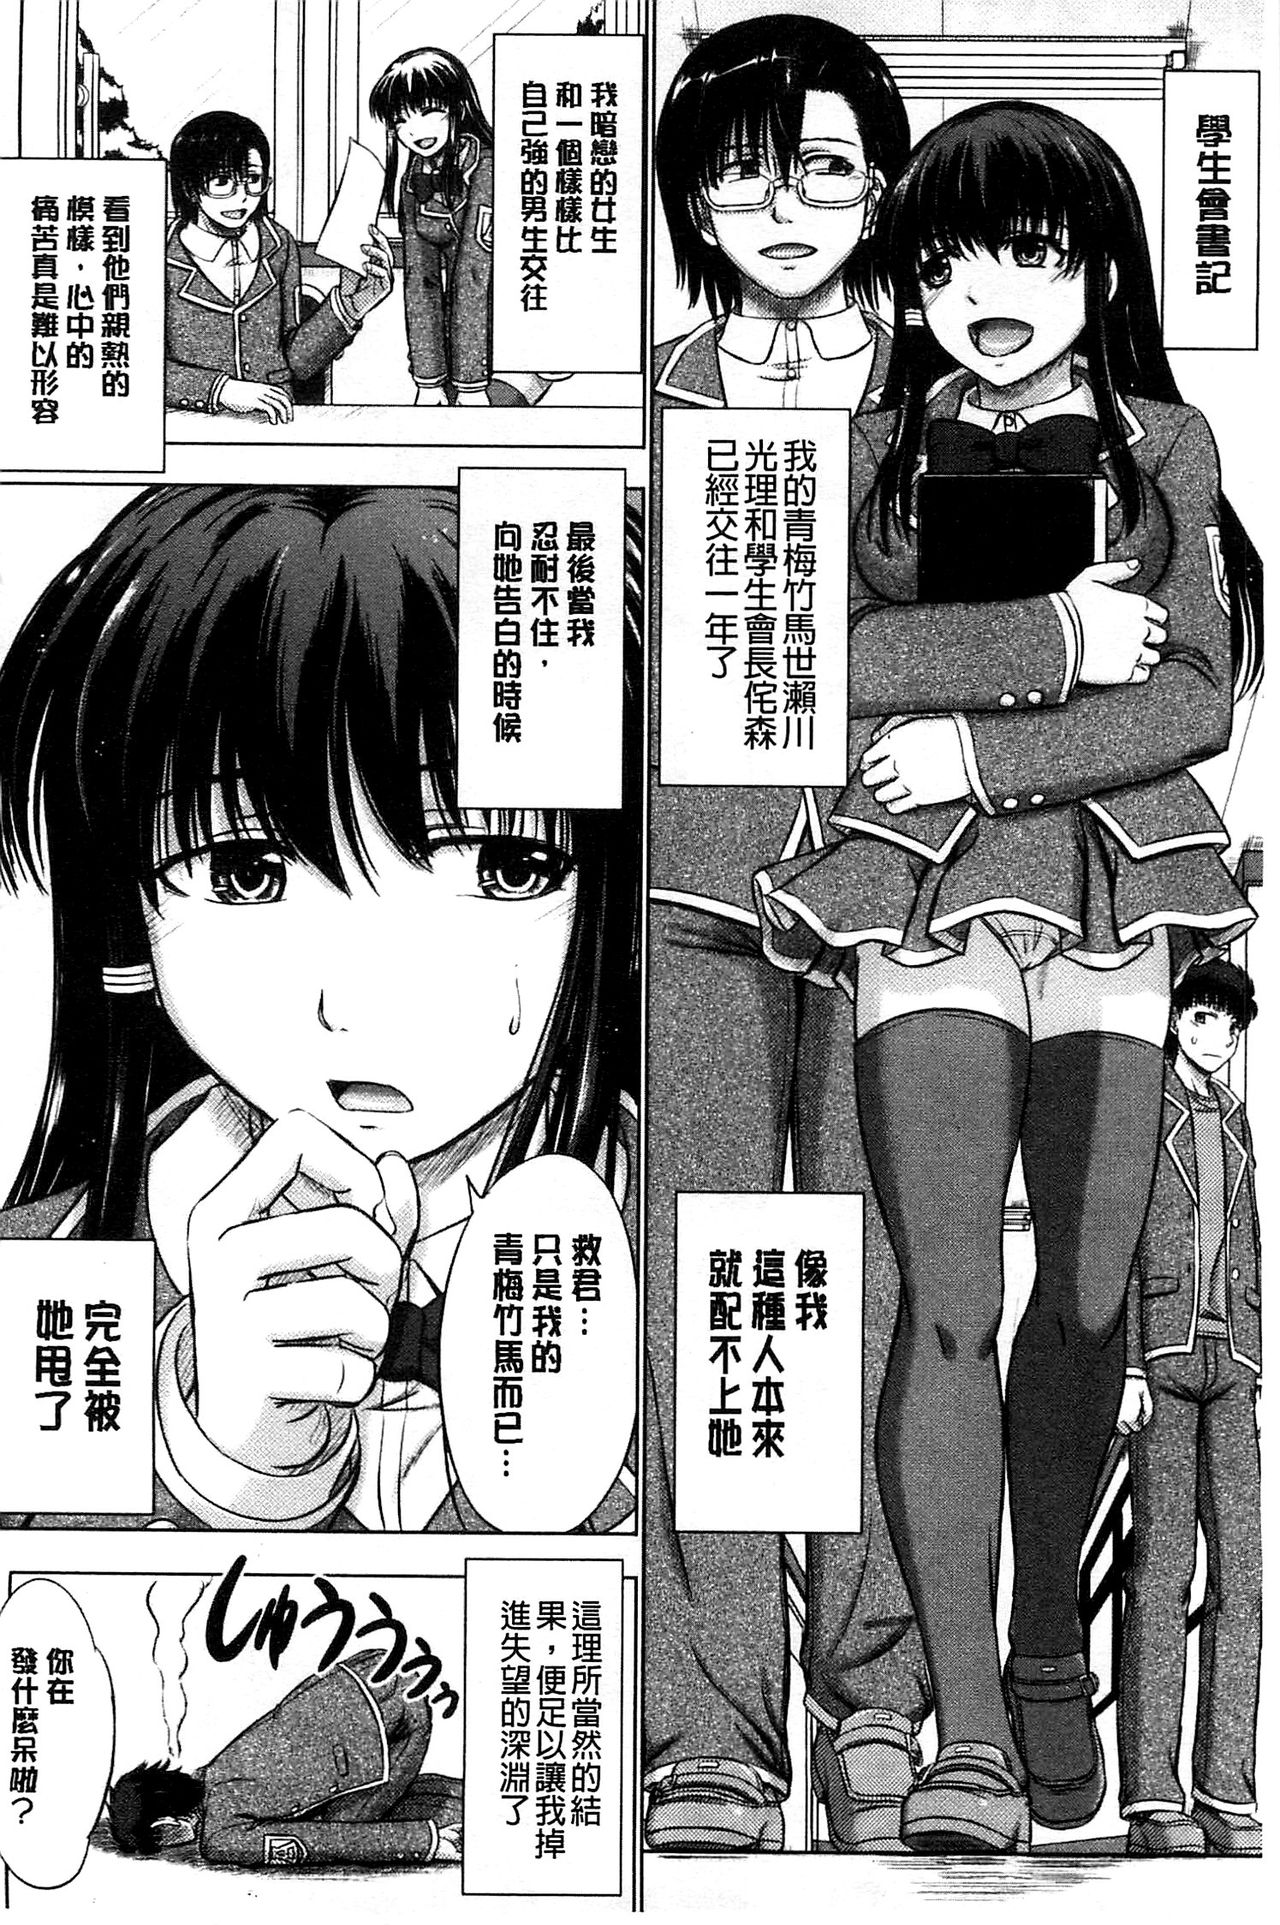 學生會書記
我的青梅竹馬世瀨川
光理和學生會長侘森
已經交往一年了
像我
這種人本來
就配不上她
我暗戀的女生
和一個樣樣比
自己強的男生交往
看到他們親熱的
模樣，心中的
痛苦真是難以形容
最後當我
忍耐不住，
向她告白的時候
救君…
只是我的
青梅竹馬而已…
完全被
她甩了
這理所當然的結
果，便足以讓我掉
進失望的深淵了
しゅううぅぅ
你在
發什麼呆啦？